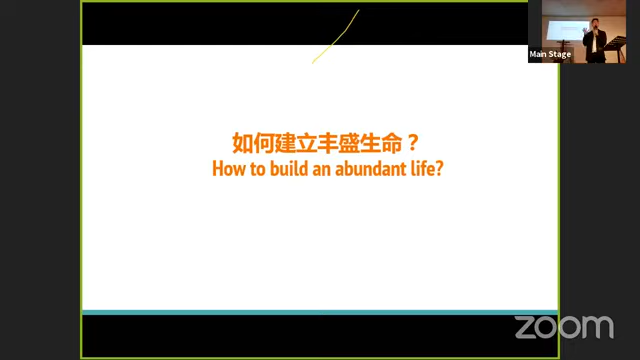 Main Stage
如何建立丰盛生命？
How to build an abundant life?
zoom